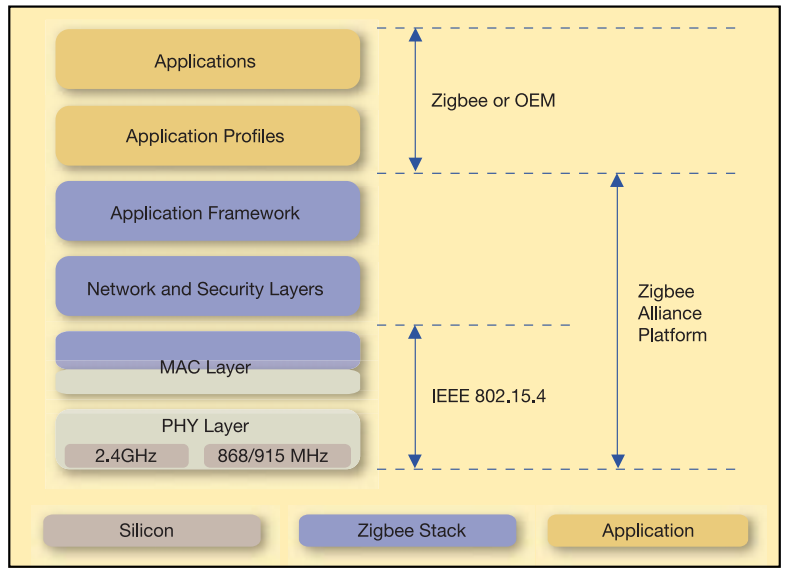 Applications
Zigbee or OEM
Application Profiles
Application Framework
Network and Security Layers
Zigbee
Alliance
Platform
MAC Layer
IEEE 802.15.4
PHY Layer
2.4GHz
868/915 MHz
Silicon
Zigbee Stack
Application